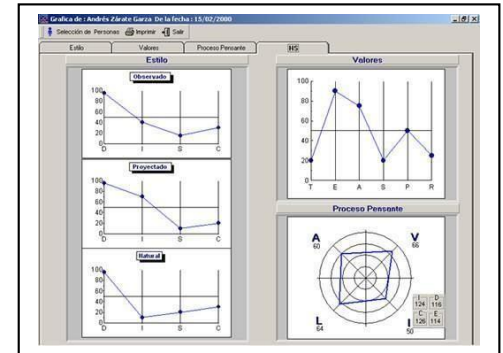 Grafica de : Andrés Zárate Garza De la fecha : 15/02/2000
Selección de Personas Imprimir Salir
Estilo Valores Proceso Pensante NS
Estilo
Observado
100
80
60
40
20
0
D I S C
Proyectado
100
80
60
40
20
0
D I S C
Natural
100
80
60
40
20
0
D I S C
Valores
100
80
60
40
20
0
T E A S P R
Proceso Pensante
A V
60 66
L I
64 50
I D
124 116
C E
126 114